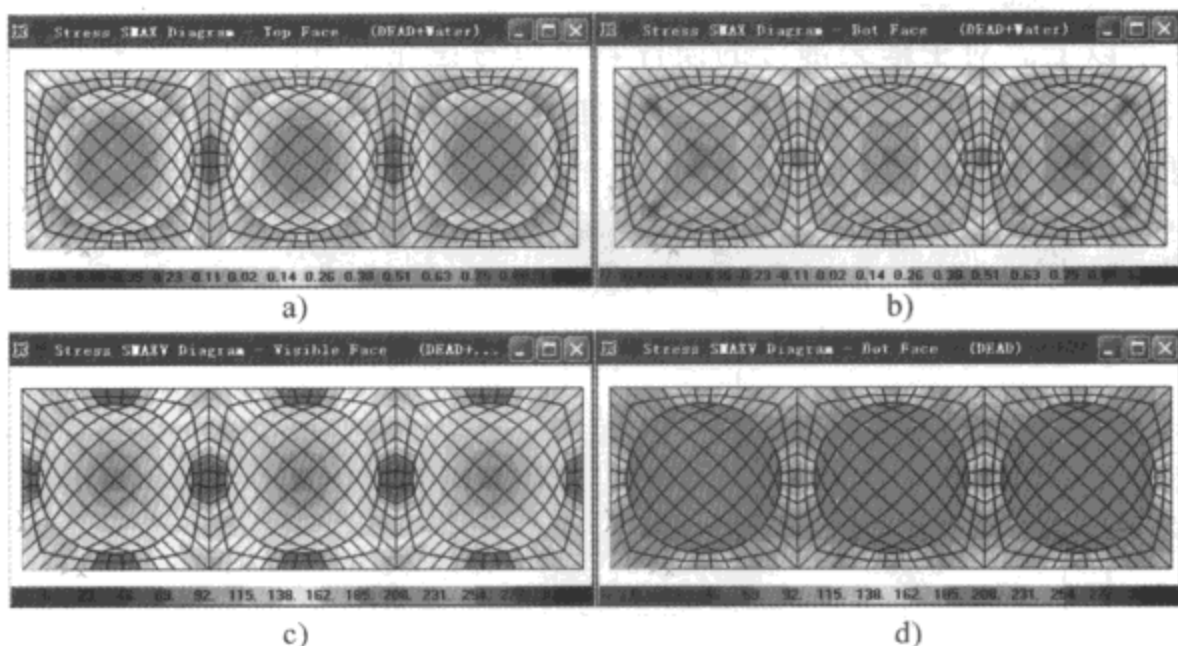 Stress SMAX Diagram - Top Face (DEAD+Water)
Stress SMAX Diagram - Bot Face (DEAD+Water)
0.23 -0.11 0.02 0.14 0.26 0.38 0.51 0.63 0.75
-0.23 -0.11 0.02 0.14 0.26 0.38 0.51 0.63 0.75
a)
b)
Stress SMAXV Diagram - Visible Face (DEAD+...
Stress SMAXV Diagram - Bot Face (DEAD)
23. 46. 69. 92. 115. 138. 162. 185. 208. 231. 254. 277.
46. 69. 92. 115. 138. 162. 185. 208. 231. 254. 277.
c)
d)